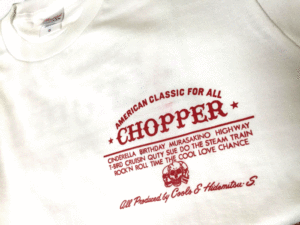 AMERICAN CLASSIC FOR ALL
★ CHOPPER ★
CINDERELLA BIRTHDAY MURASAKINO HIGHWAY
T-BIRD CRUISIN QUTY SUE DO THE STEAM TRAIN
ROCK'N ROLL TIME THE COOL LOVE CHANCE
All Produced by Cools & Hidemitsu. S.